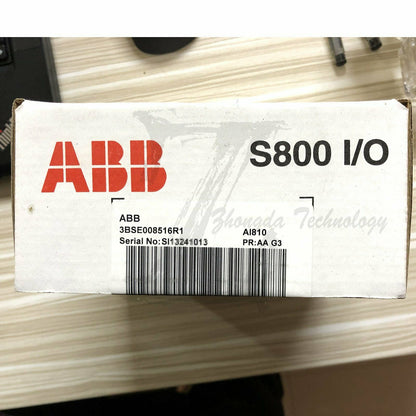 ABB S800 I/O
Zhongda Technology
ABB
3BSE008516R1 AI810
Serial No:SI13241013 PR:AA G3